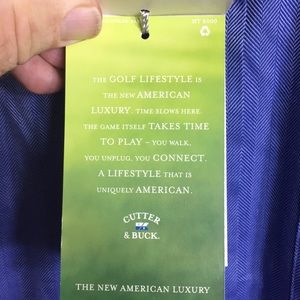 THE GOLF LIFESTYLE IS
THE NEW AMERICAN
LUXURY. TIME SLOWS HERE.
THE GAME ITSELF TAKES TIME
TO PLAY – YOU WALK,
YOU UNPLUG, YOU CONNECT.
A LIFESTYLE THAT IS
UNIQUELY AMERICAN.
CUTTER
& BUCK.
THE NEW AMERICAN LUXURY